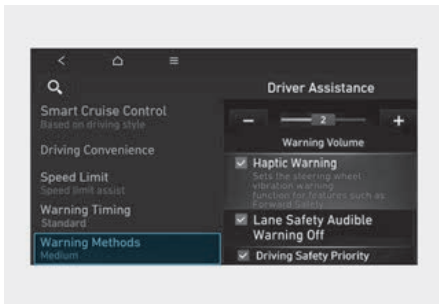 Driver Assistance
Smart Cruise Control
Based on driving style
Driving Convenience
Speed Limit
Speed limit assist
Warning Timing
Standard
Warning Methods
Medium
− 2 +
Warning Volume
Haptic Warning
Sets the steering wheel
vibration warning
function for features such as
Forward Safety
Lane Safety Audible
Warning Off
Driving Safety Priority